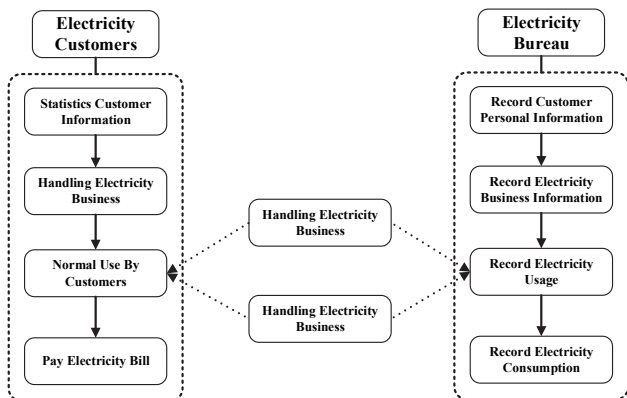 Electricity
Customers
Statistics Customer
Information
Handling Electricity
Business
Normal Use By
Customers
Pay Electricity Bill
Handling Electricity
Business
Handling Electricity
Business
Electricity
Bureau
Record Customer
Personal Information
Record Electricity
Business Information
Record Electricity
Usage
Record Electricity
Consumption